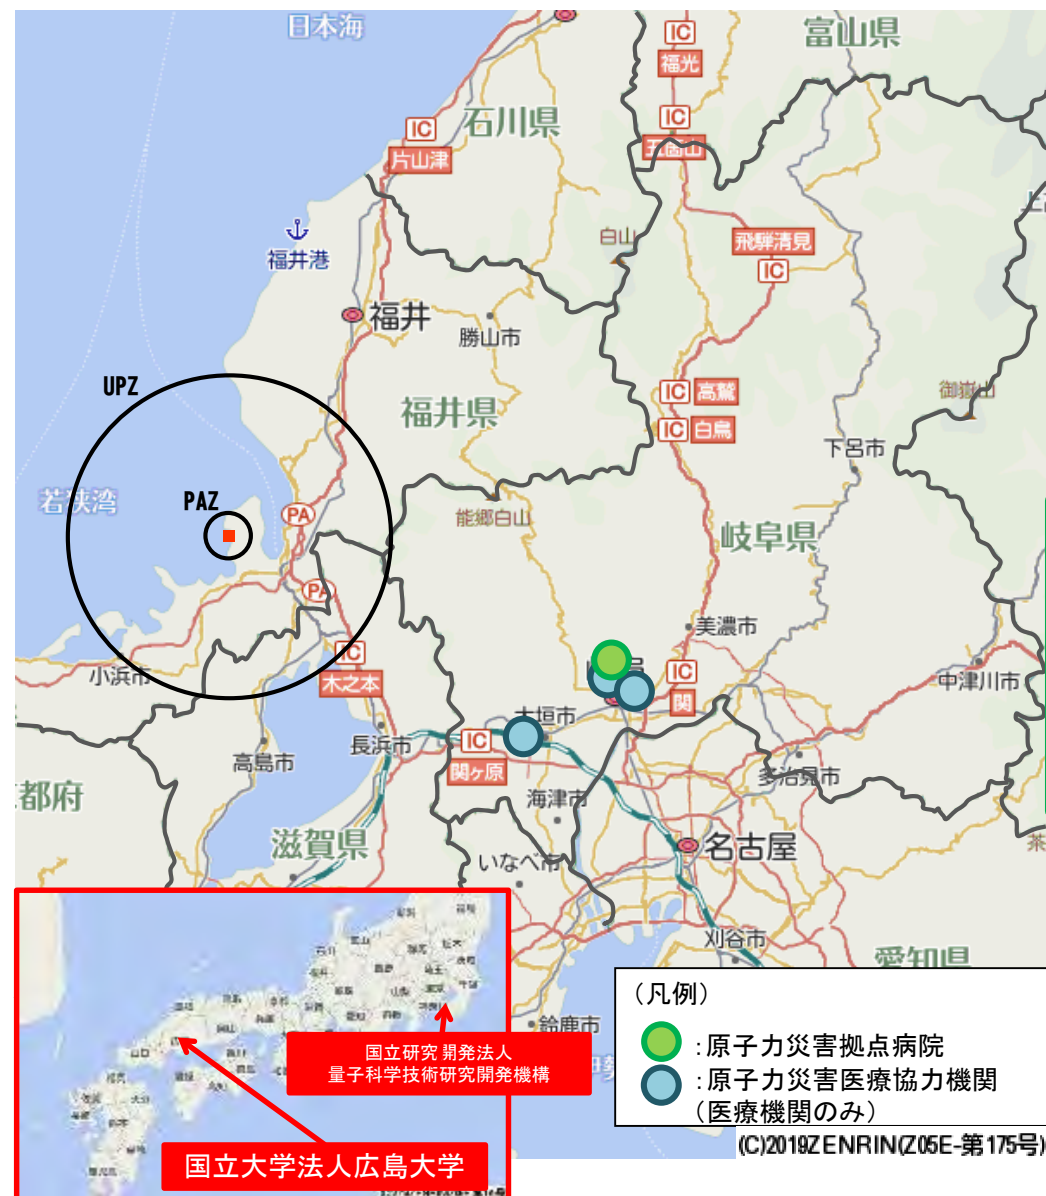 日本海
富山県
IC
福光
石川県
IC
IC
片山津
五箇山
白山
飛騨清見
IC
福井港
福井
勝山市
UPZ
IC
高鷲
御嶽山
福井県
IC
白鳥
下呂市
若狭湾
PAZ
PA
能郷白山
岐阜県
PA
美濃市
IC
小浜市
木之本
IC
関
中津川市
大垣市
長浜市
IC
高島市
関ヶ原
多治見市
都府
海津市
滋賀県
名古屋
いなべ市
刈谷市
愛知県
鈴鹿市
国立研究開発法人
量子科学技術研究開発機構
国立大学法人広島大学
（凡例）
：原子力災害拠点病院
：原子力災害医療協力機関
（医療機関のみ）
(C)2019ZENRIN(Z05E-第175号)